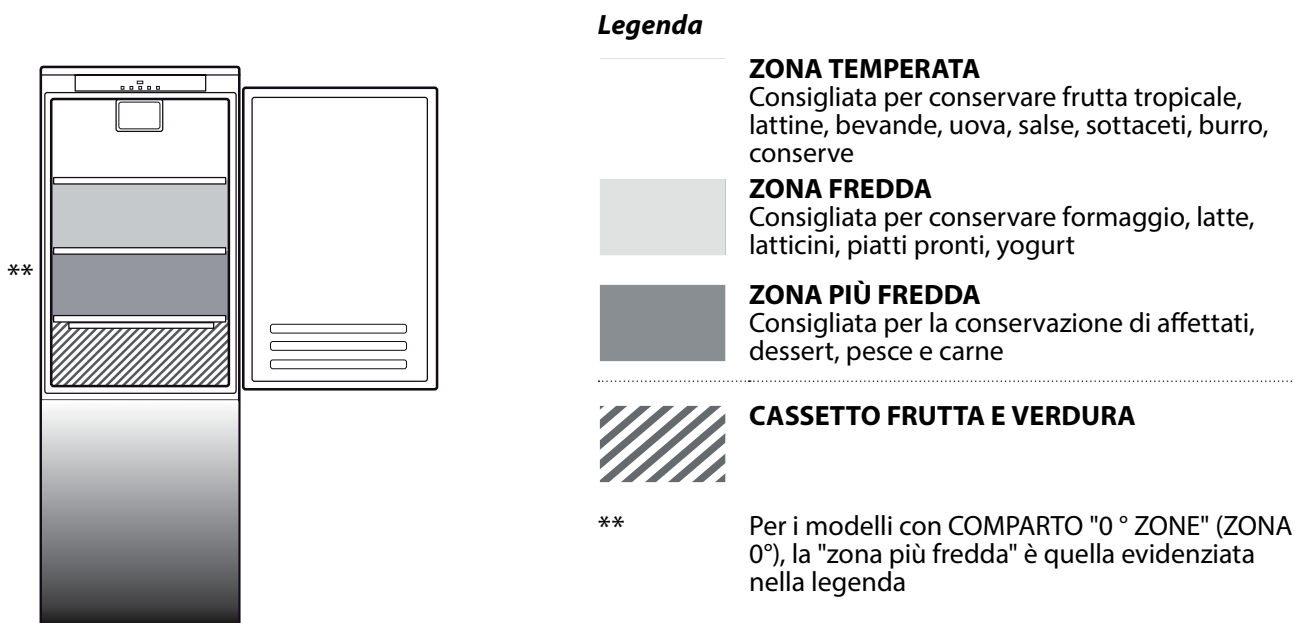 Legenda
ZONA TEMPERATA
Consigliata per conservare frutta tropicale,
lattine, bevande, uova, salse, sottaceti, burro,
conserve
ZONA FREDDA
Consigliata per conservare formaggio, latte,
latticini, piatti pronti, yogurt
**
ZONA PIÙ FREDDA
Consigliata per la conservazione di affettati,
dessert, pesce e carne
CASSETTO FRUTTA E VERDURA
** Per i modelli con COMPARTO "0 ° ZONE" (ZONA
0°), la "zona più fredda" è quella evidenziata
nella legenda